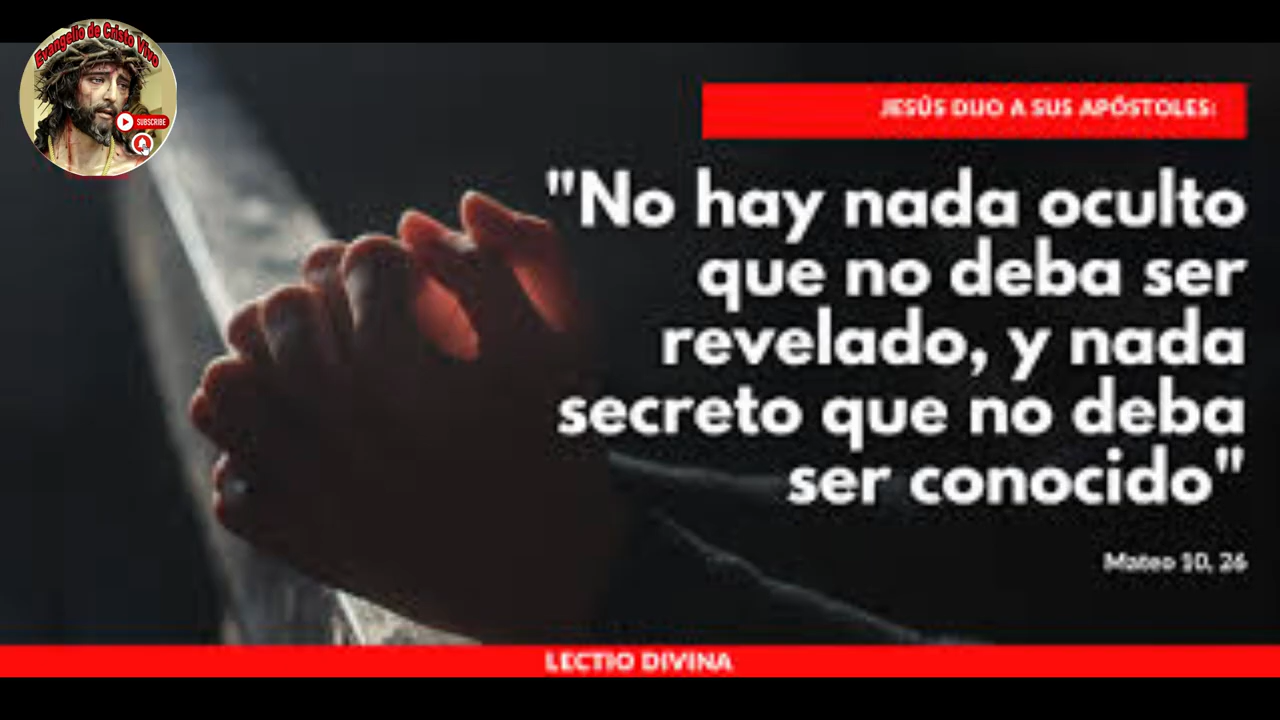 Evangelio de Cristo Vivo
SUBSCRIBE
JESÚS DIJO A SUS APÓSTOLES:
"No hay nada oculto
que no deba ser
revelado, y nada
secreto que no deba
ser conocido"
Mateo 10, 26
LECTIO DIVINA